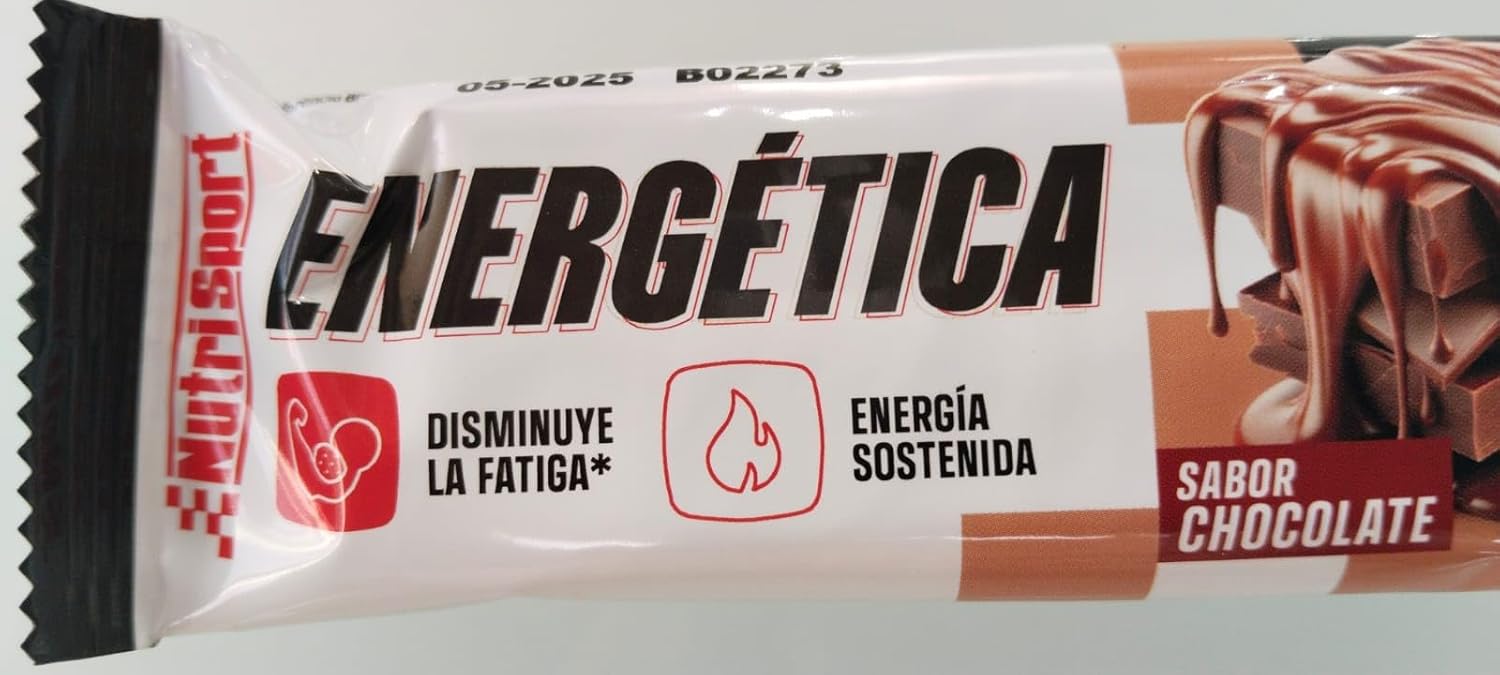 05-2025 B02273
NutriSport
ENERGÉTICA
DISMINUYE
LA FATIGA*
ENERGÍA
SOSTENIDA
SABOR
CHOCOLATE